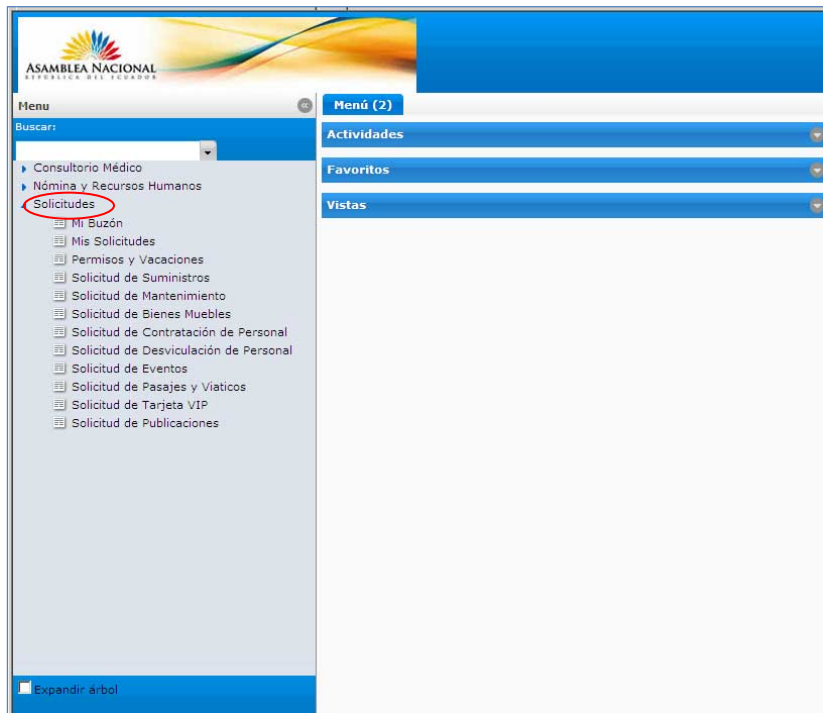 ASAMBLEA NACIONAL
REPÚBLICA DEL ECUADOR
Menu
Menú (2)
Buscar:
Actividades
Favoritos
Vistas
Consultorio Médico
Nómina y Recursos Humanos
Solicitudes
Mi Buzón
Mis Solicitudes
Permisos y Vacaciones
Solicitud de Suministros
Solicitud de Mantenimiento
Solicitud de Bienes Muebles
Solicitud de Contratación de Personal
Solicitud de Desviculación de Personal
Solicitud de Eventos
Solicitud de Pasajes y Viaticos
Solicitud de Tarjeta VIP
Solicitud de Publicaciones
Expandir árbol